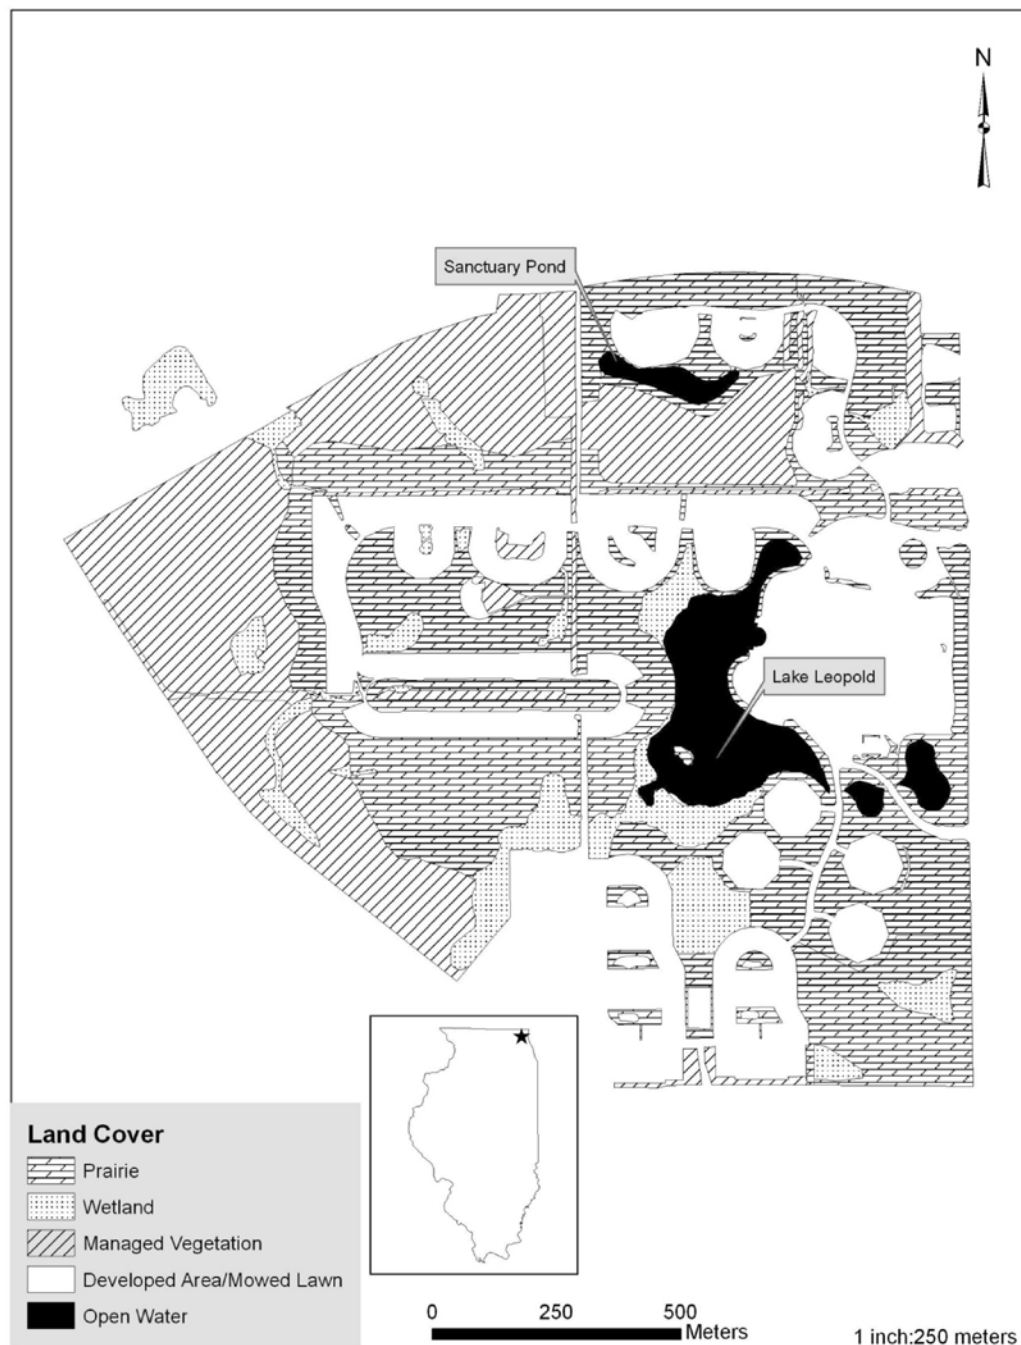 N
Sanctuary Pond
Lake Leopold
Land Cover
Prairie
Wetland
Managed Vegetation
Developed Area/Mowed Lawn
Open Water
0 250 500
Meters
1 inch:250 meters